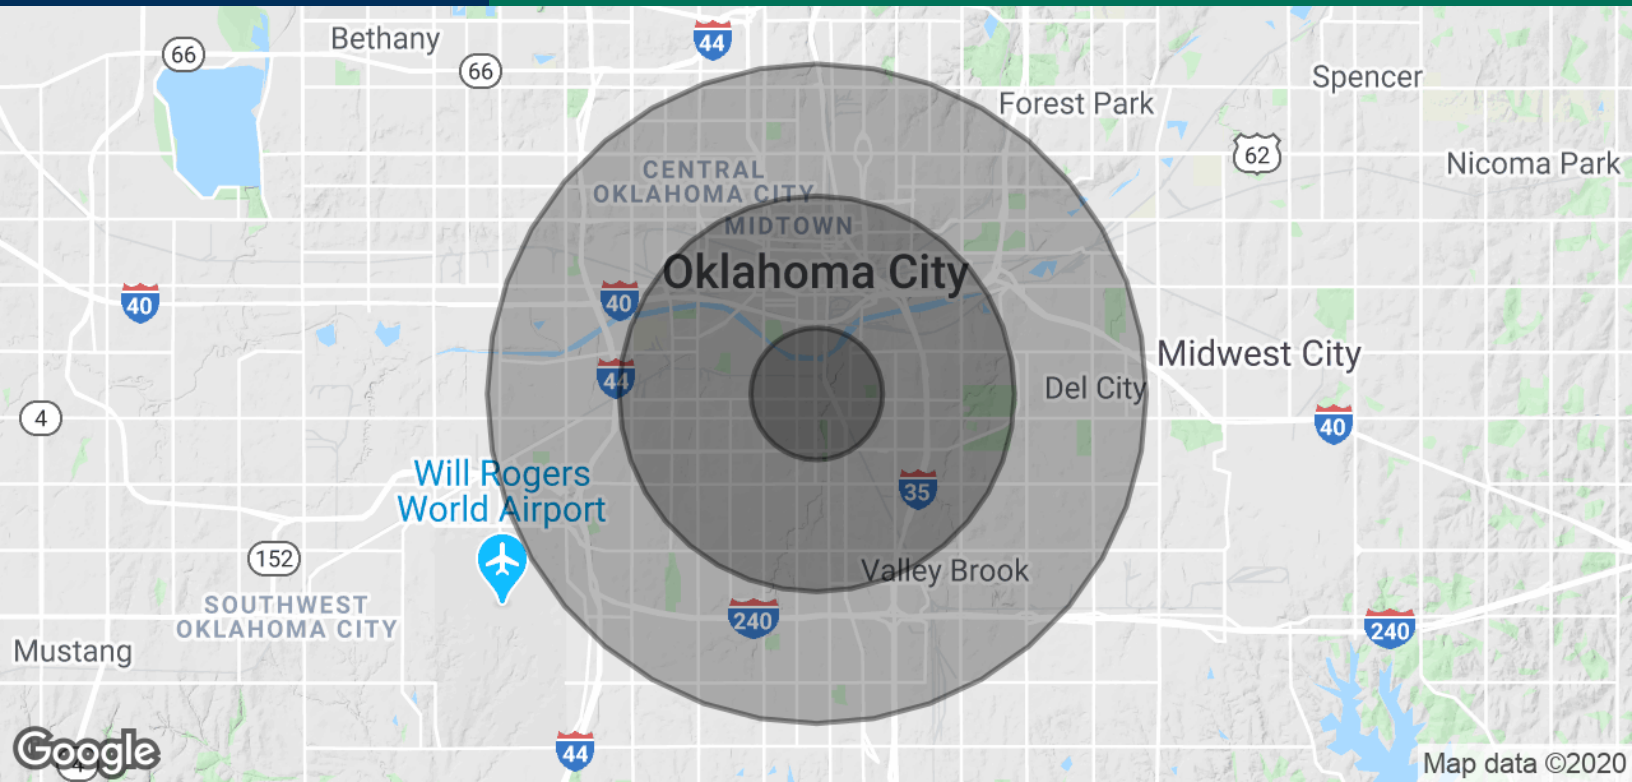 Bethany
44
66
66
Spencer
Forest Park
62
Nicoma Park
CENTRAL
OKLAHOMA CITY
MIDTOWN
Oklahoma City
40
40
Midwest City
44
Del City
4
40
Will Rogers
World Airport
35
152
Valley Brook
SOUTHWEST
OKLAHOMA CITY
240
240
Mustang
Google
4
44
Map data ©2020